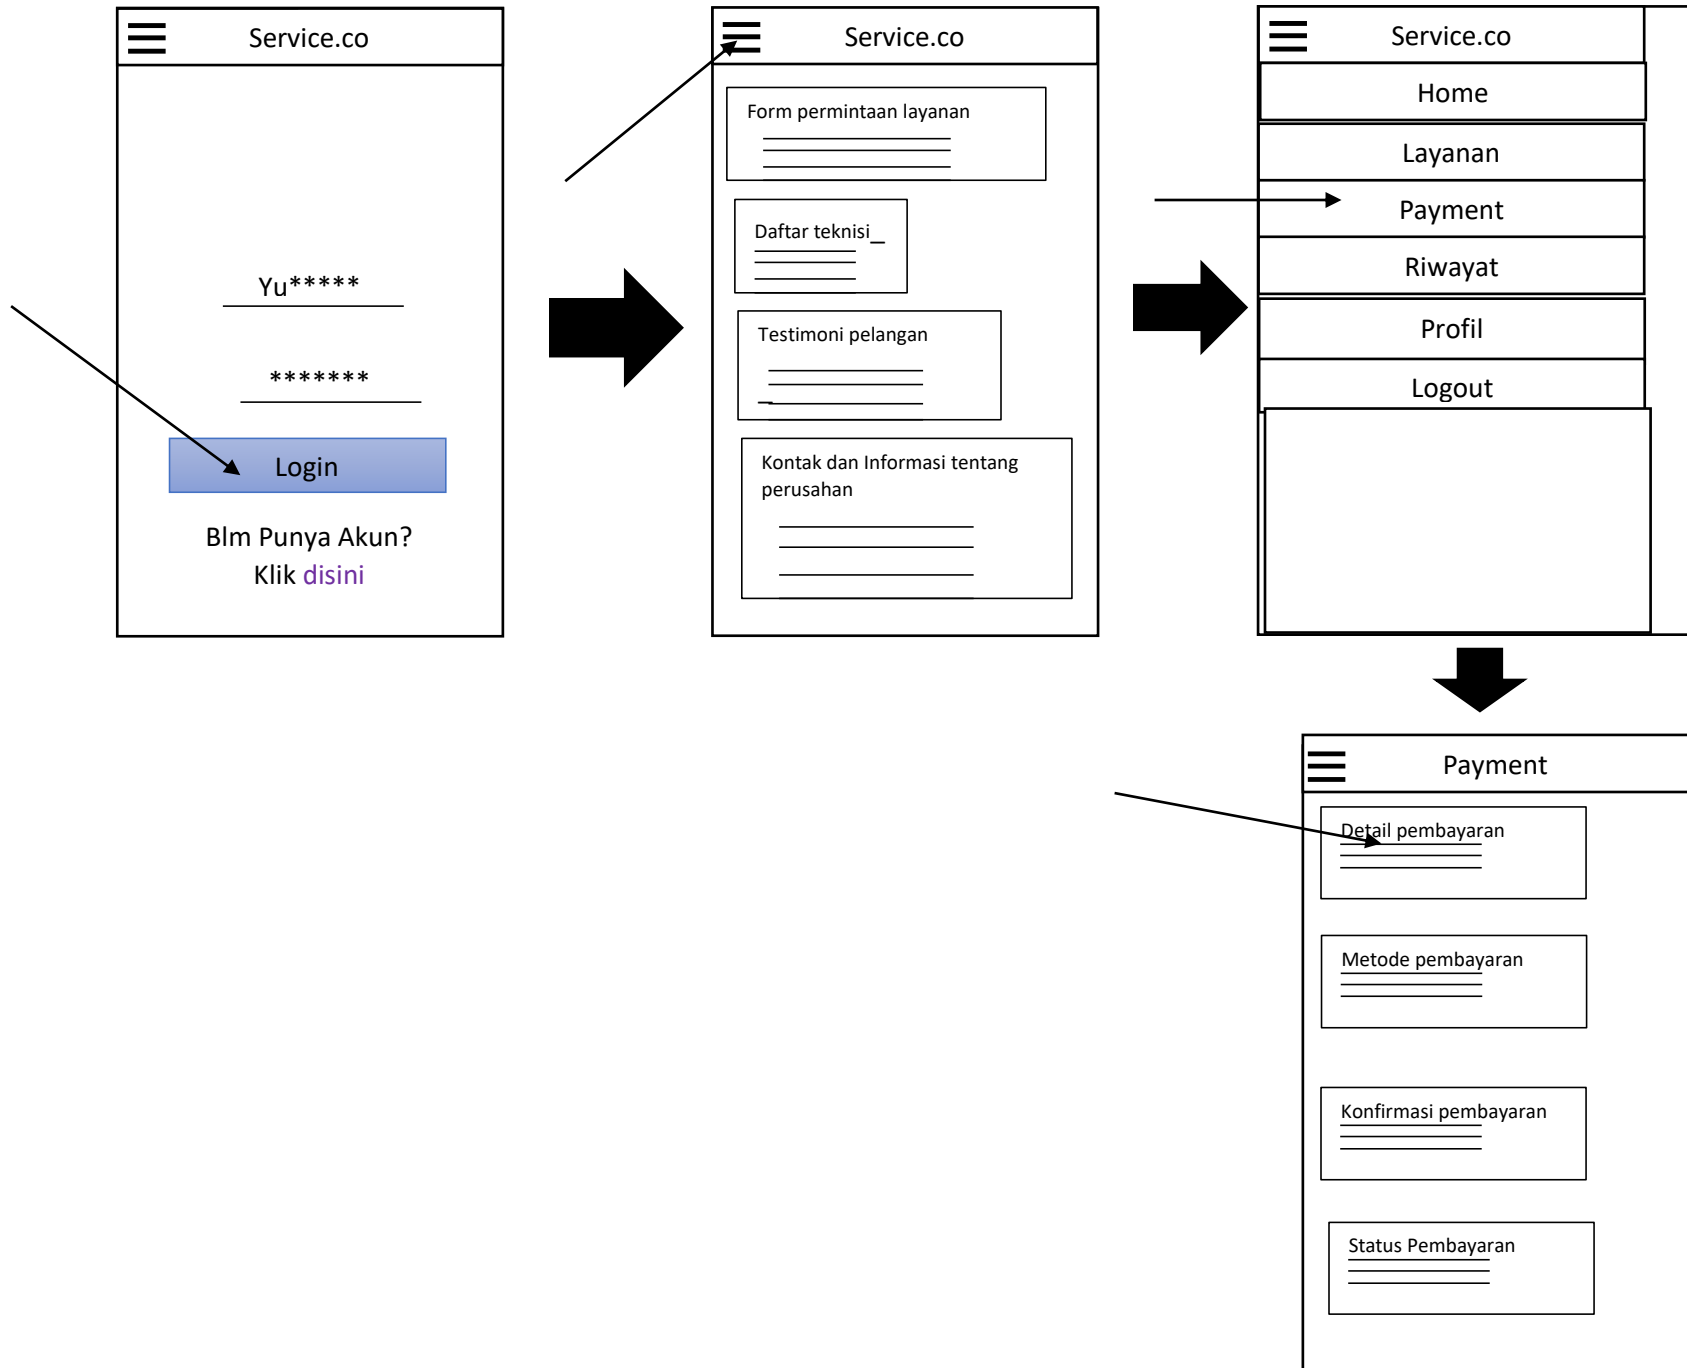 Service.co
Yu*****
*******
Login
Blm Punya Akun?
Klik disini
Service.co
Form permintaan layanan
Daftar teknisi_
Testimoni pelangan
Kontak dan Informasi tentang
perusahan
Service.co
Home
Layanan
Payment
Riwayat
Profil
Logout
Payment
Detail pembayaran
Metode pembayaran
Konfirmasi pembayaran
Status Pembayaran